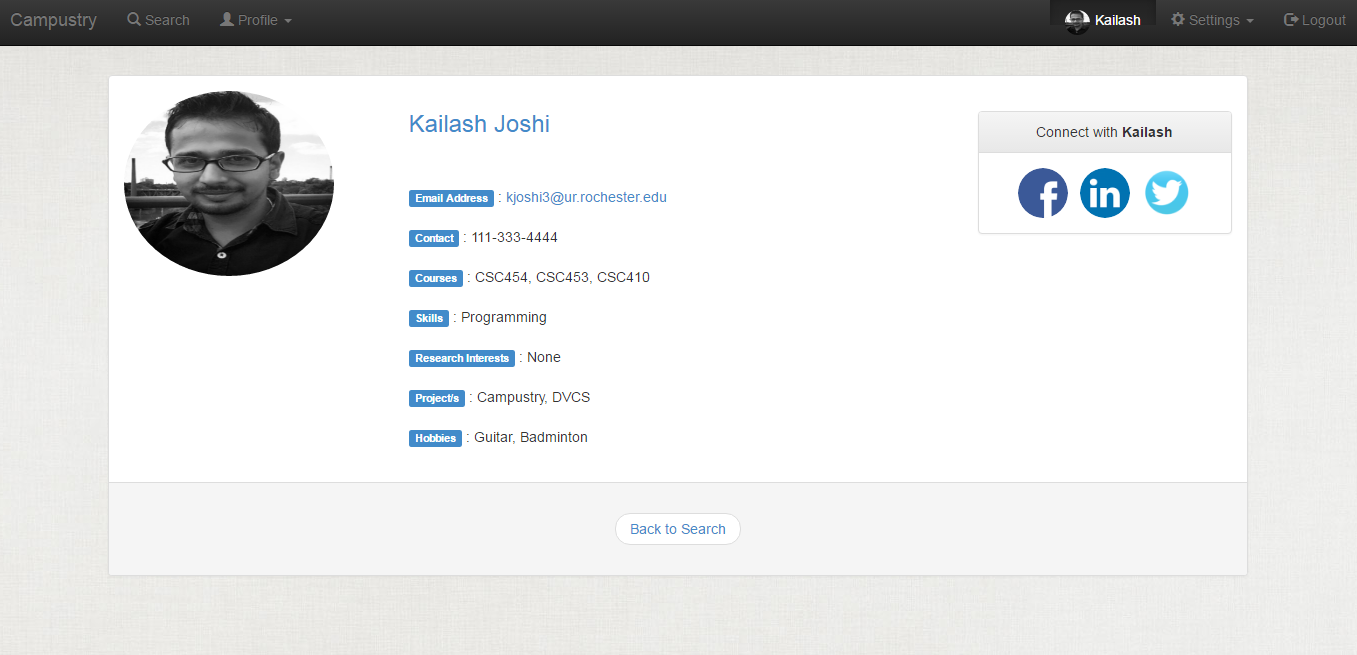 Campustry Search Profile Kailash Settings Logout
Kailash Joshi
Connect with Kailash
f in
Email Address : kjoshi3@ur.rochester.edu
Contact : 111-333-4444
Courses : CSC454, CSC453, CSC410
Skills : Programming
Research Interests : None
Project/s : Campustry, DVCS
Hobbies : Guitar, Badminton
Back to Search